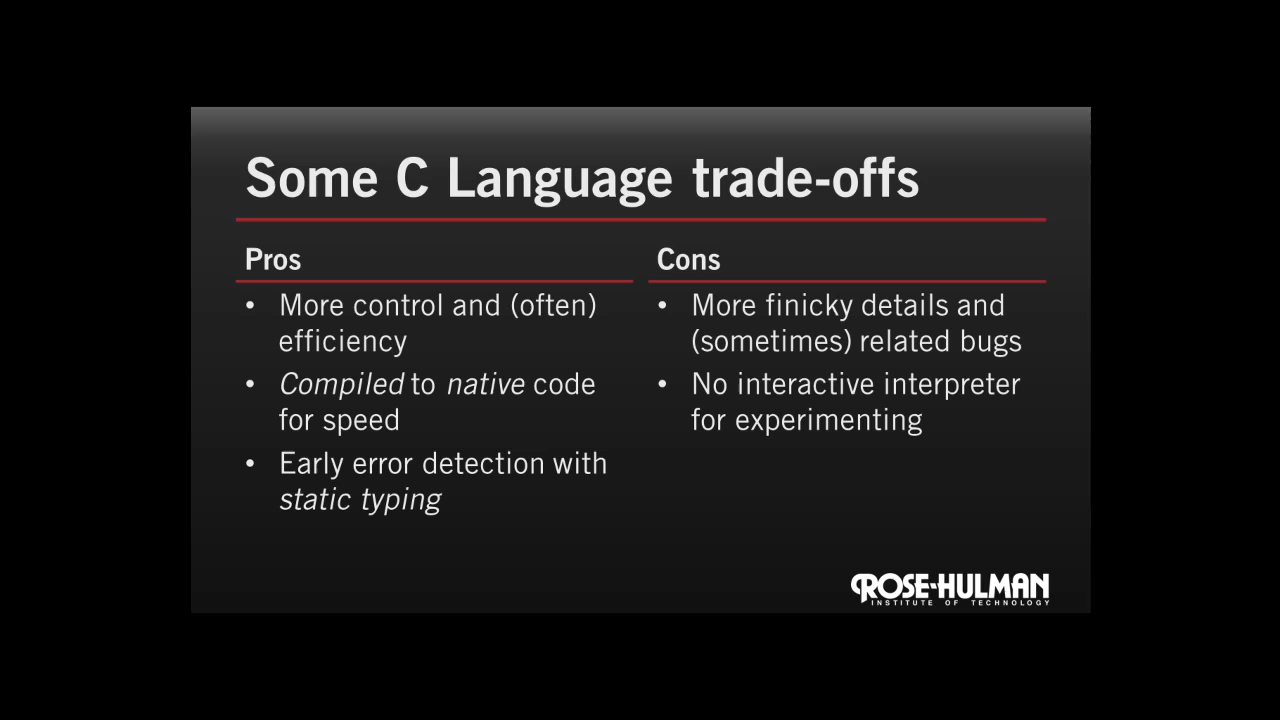 Some C Language trade-offs
Pros
• More control and (often)
efficiency
• Compiled to native code
for speed
• Early error detection with
static typing
Cons
• More finicky details and
(sometimes) related bugs
• No interactive interpreter
for experimenting
ROSE-HULMAN
INSTITUTE OF TECHNOLOGY